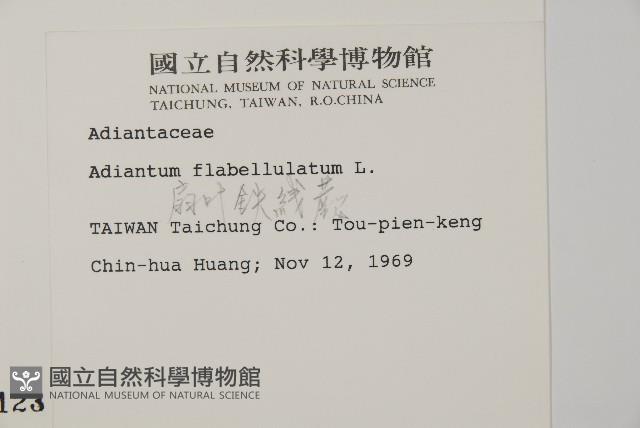 國立自然科學博物館
NATIONAL MUSEUM OF NATURAL SCIENCE
TAICHUNG, TAIWAN, R.O.CHINA
Adiantaceae
Adiantum flabellulatum L.
扇叶鉄线蕨
TAIWAN Taichung Co.: Tou-pien-keng
Chin-hua Huang; Nov 12, 1969
國立自然科學博物館
NATIONAL MUSEUM OF NATURAL SCIENCE
123